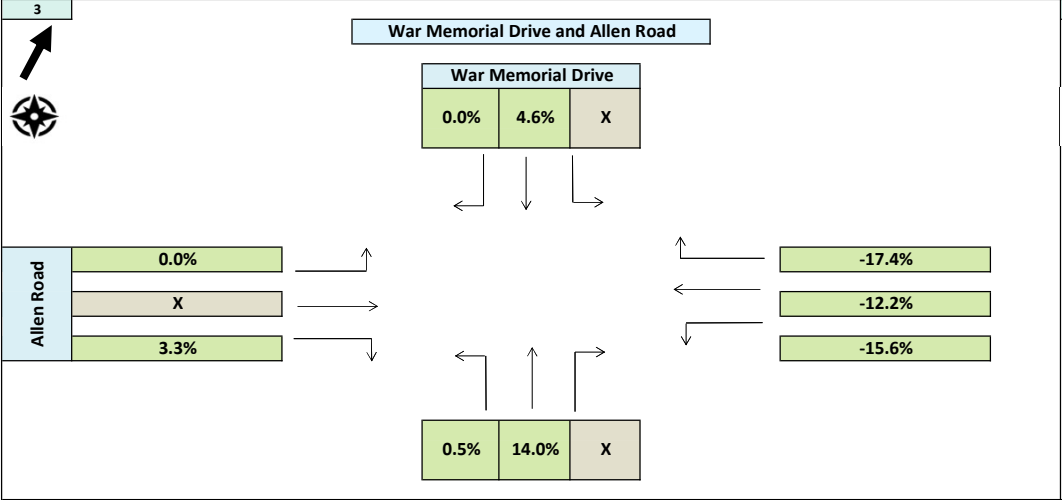 3
War Memorial Drive and Allen Road
War Memorial Drive
0.0% 4.6% X
Allen Road
0.0%
X
3.3%
-17.4%
-12.2%
-15.6%
0.5% 14.0% X